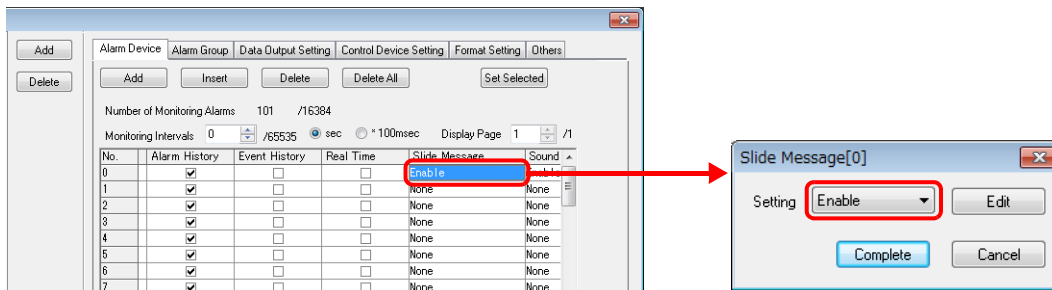 Add
Delete
Alarm Device Alarm Group Data Output Setting Control Device Setting Format Setting Others
Add Insert Delete Delete All Set Selected
Number of Monitoring Alarms 101 /16384
Monitoring Intervals 0 /65535 sec * 100msec Display Page 1 /1
No. Alarm History Event History Real Time Slide Message Sound
0 Enable Enable
1 None None
2 None None
3 None None
4 None None
5 None None
6 None None
7 None None
Slide Message[0]
Setting Enable Edit
Complete Cancel